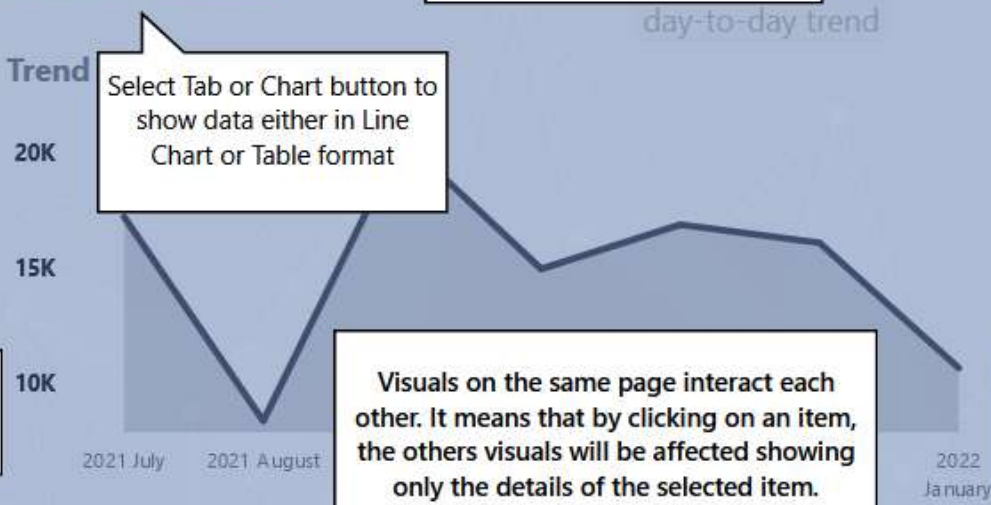 day-to-day trend
Trend
Select Tab or Chart button to
show data either in Line
Chart or Table format
20K
15K
10K
Visuals on the same page interact each
other. It means that by clicking on an item,
the others visuals will be affected showing
only the details of the selected item.
2021 July
2021 August
2022
January